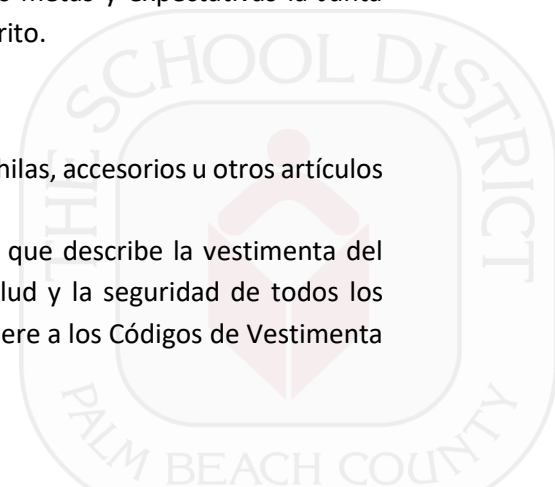 rito.
hilas, accesorios u otros artículos
que describe la vestimenta del
lud y la seguridad de todos los
ere a los Códigos de Vestimenta
THE SCHOOL DISTRICT
PALM BEACH COUNTY